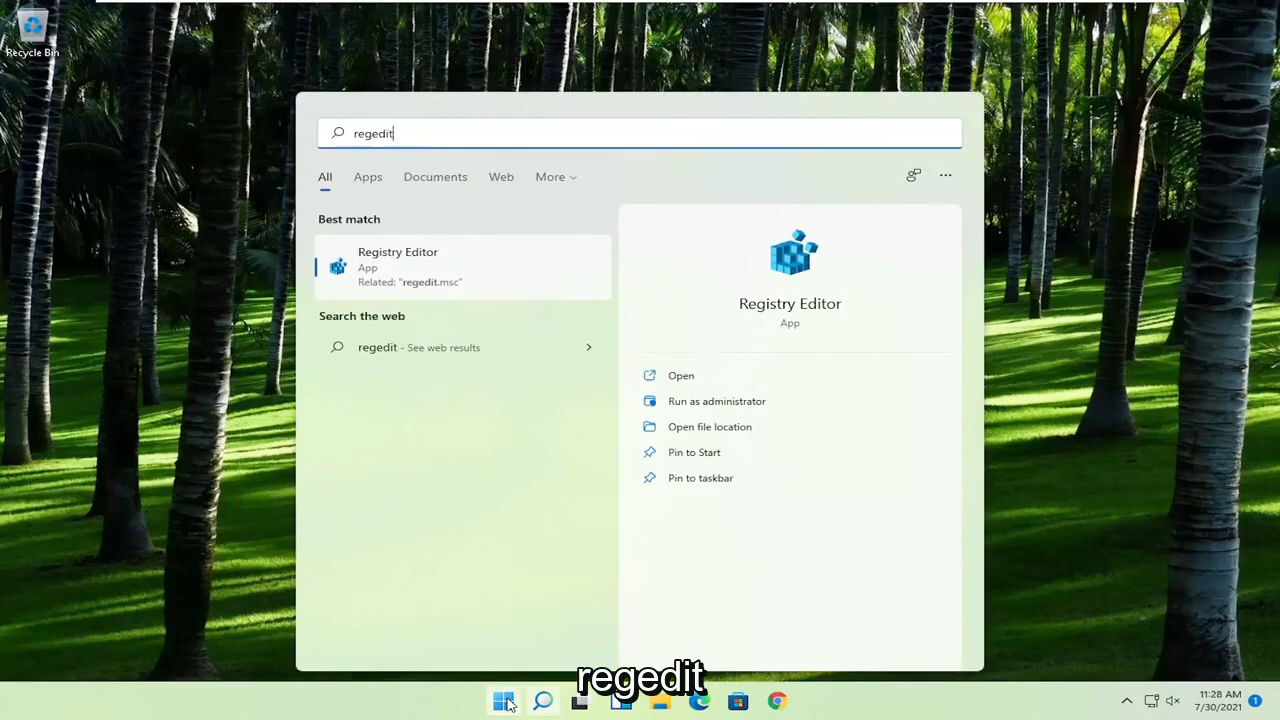 Recycle Bin
regedit
All Apps Documents Web More
Best match
Registry Editor
App
Related: "regedit.msc"
Search the web
regedit - See web results
Registry Editor
App
Open
Run as administrator
Open file location
Pin to Start
Pin to taskbar
regedit
11:28 AM
7/30/2021
1